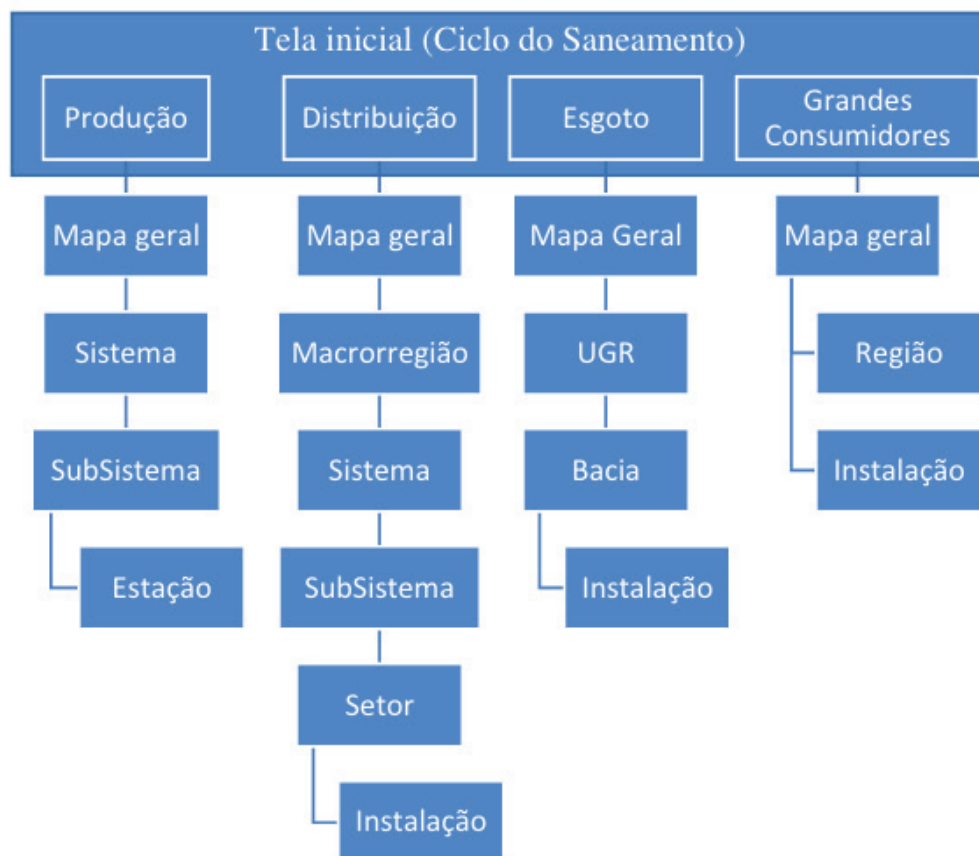 Tela inicial (Ciclo do Saneamento)
Produção
Distribuição
Esgoto
Grandes
Consumidores
Mapa geral
Mapa geral
Mapa Geral
Mapa geral
Sistema
Macrorregião
UGR
Região
SubSistema
Sistema
Bacia
Instalação
Estação
SubSistema
Instalação
Setor
Instalação